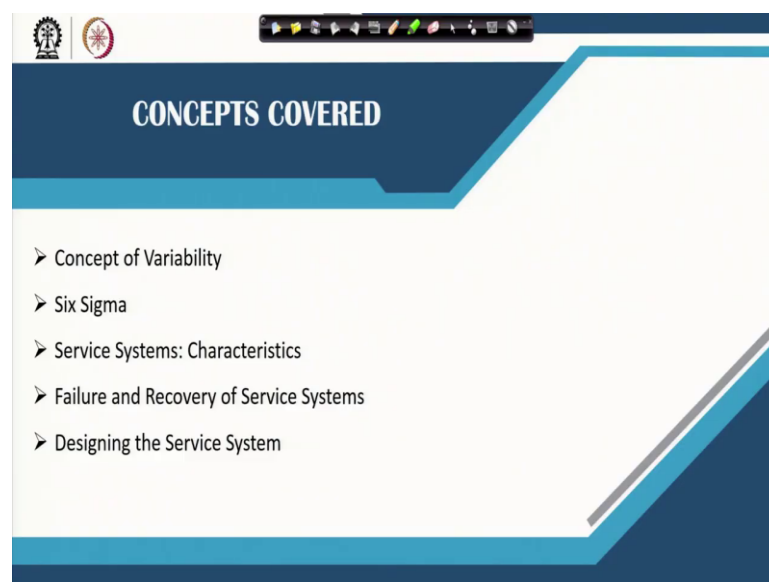 CONCEPTS COVERED
Concept of Variability
Six Sigma
Service Systems: Characteristics
Failure and Recovery of Service Systems
Designing the Service System